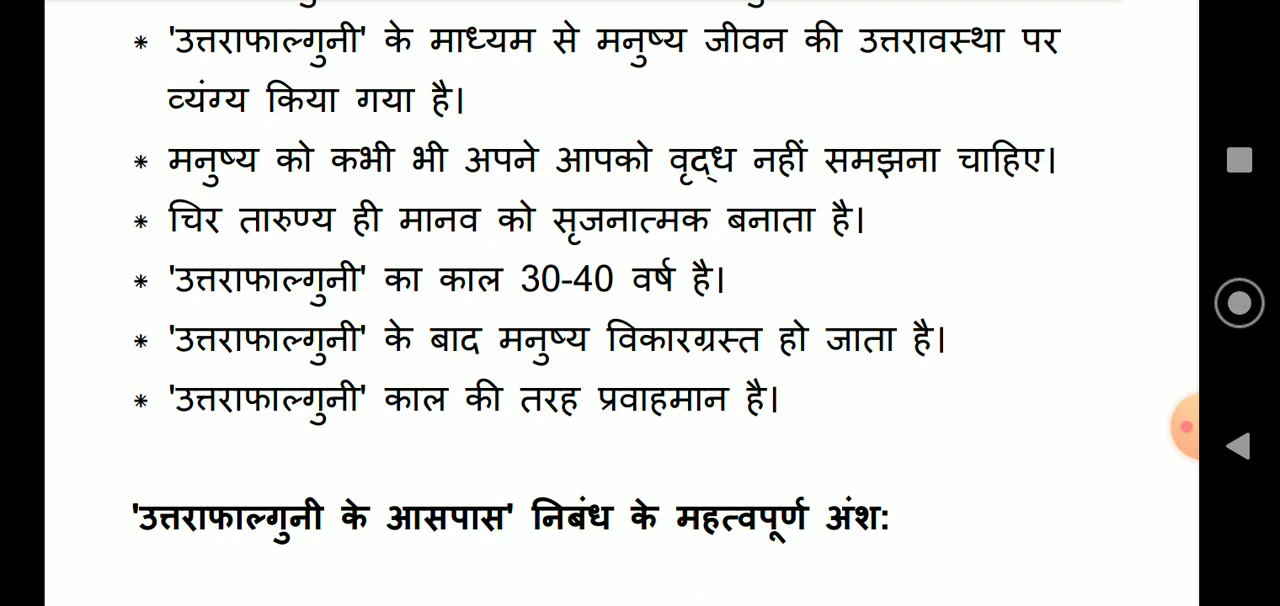 * 'उत्तराफाल्गुनी' के माध्यम से मनुष्य जीवन की उत्तरावस्था पर
व्यंग्य किया गया है।
* मनुष्य को कभी भी अपने आपको वृद्ध नहीं समझना चाहिए।
* चिर तारुण्य ही मानव को सृजनात्मक बनाता है।
* 'उत्तराफाल्गुनी' का काल 30-40 वर्ष है।
* 'उत्तराफाल्गुनी' के बाद मनुष्य विकारग्रस्त हो जाता है।
* 'उत्तराफाल्गुनी' काल की तरह प्रवाहमान है।
'उत्तराफाल्गुनी के आसपास' निबंध के महत्वपूर्ण अंश: